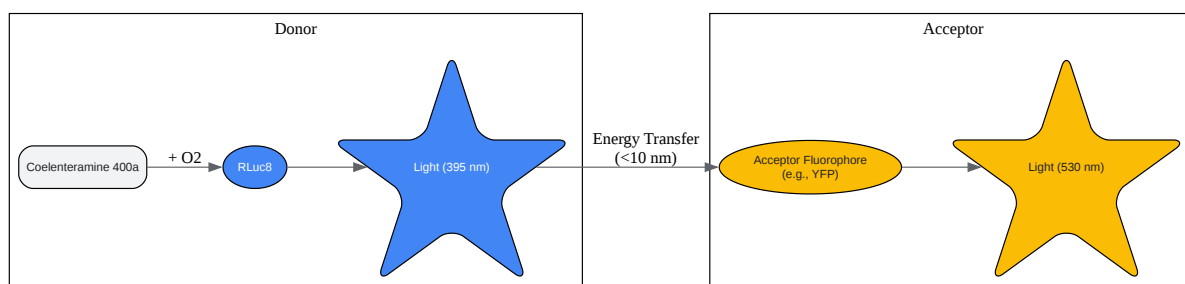 Donor
Acceptor
Coelenteramine 400a
+ O2
RLuc8
Light (395 nm)
Energy Transfer
(<10 nm)
Acceptor Fluorophore
(e.g., YFP)
Light (530 nm)